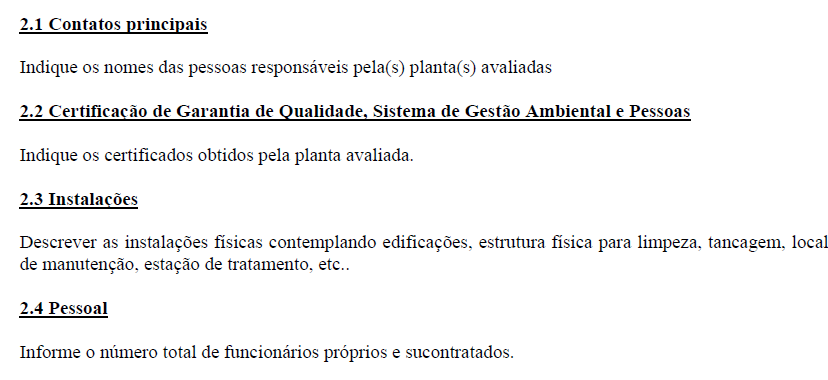 2.1 Contatos principais
Indique os nomes das pessoas responsáveis pela(s) planta(s) avaliadas
2.2 Certificação de Garantia de Qualidade, Sistema de Gestão Ambiental e Pessoas
Indique os certificados obtidos pela planta avaliada.
2.3 Instalações
Descrever as instalações físicas contemplando edificações, estrutura física para limpeza, tancagem, local
de manutenção, estação de tratamento, etc..
2.4 Pessoal
Informe o número total de funcionários próprios e sucontratados.